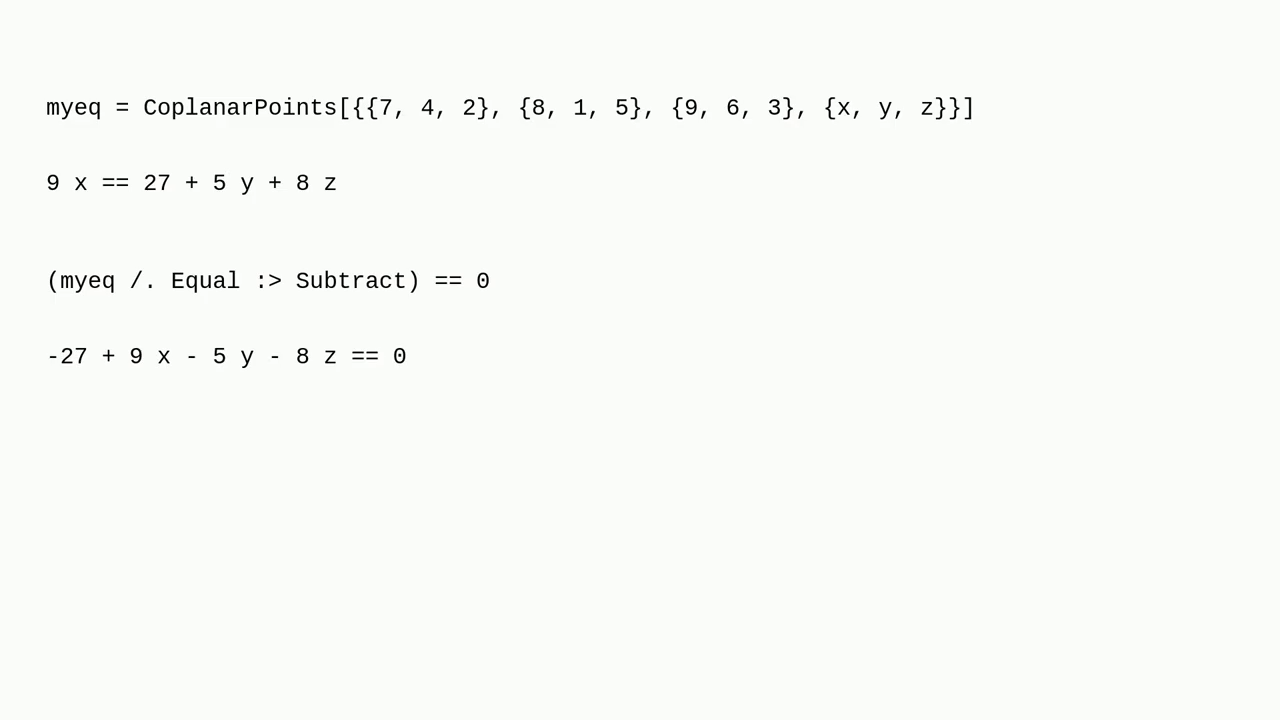 myeq = CoplanarPoints[{{7, 4, 2}, {8, 1, 5}, {9, 6, 3}, {x, y, z}}]
9 x == 27 + 5 y + 8 z
(myeq /. Equal :> Subtract) == 0
-27 + 9 x - 5 y - 8 z == 0